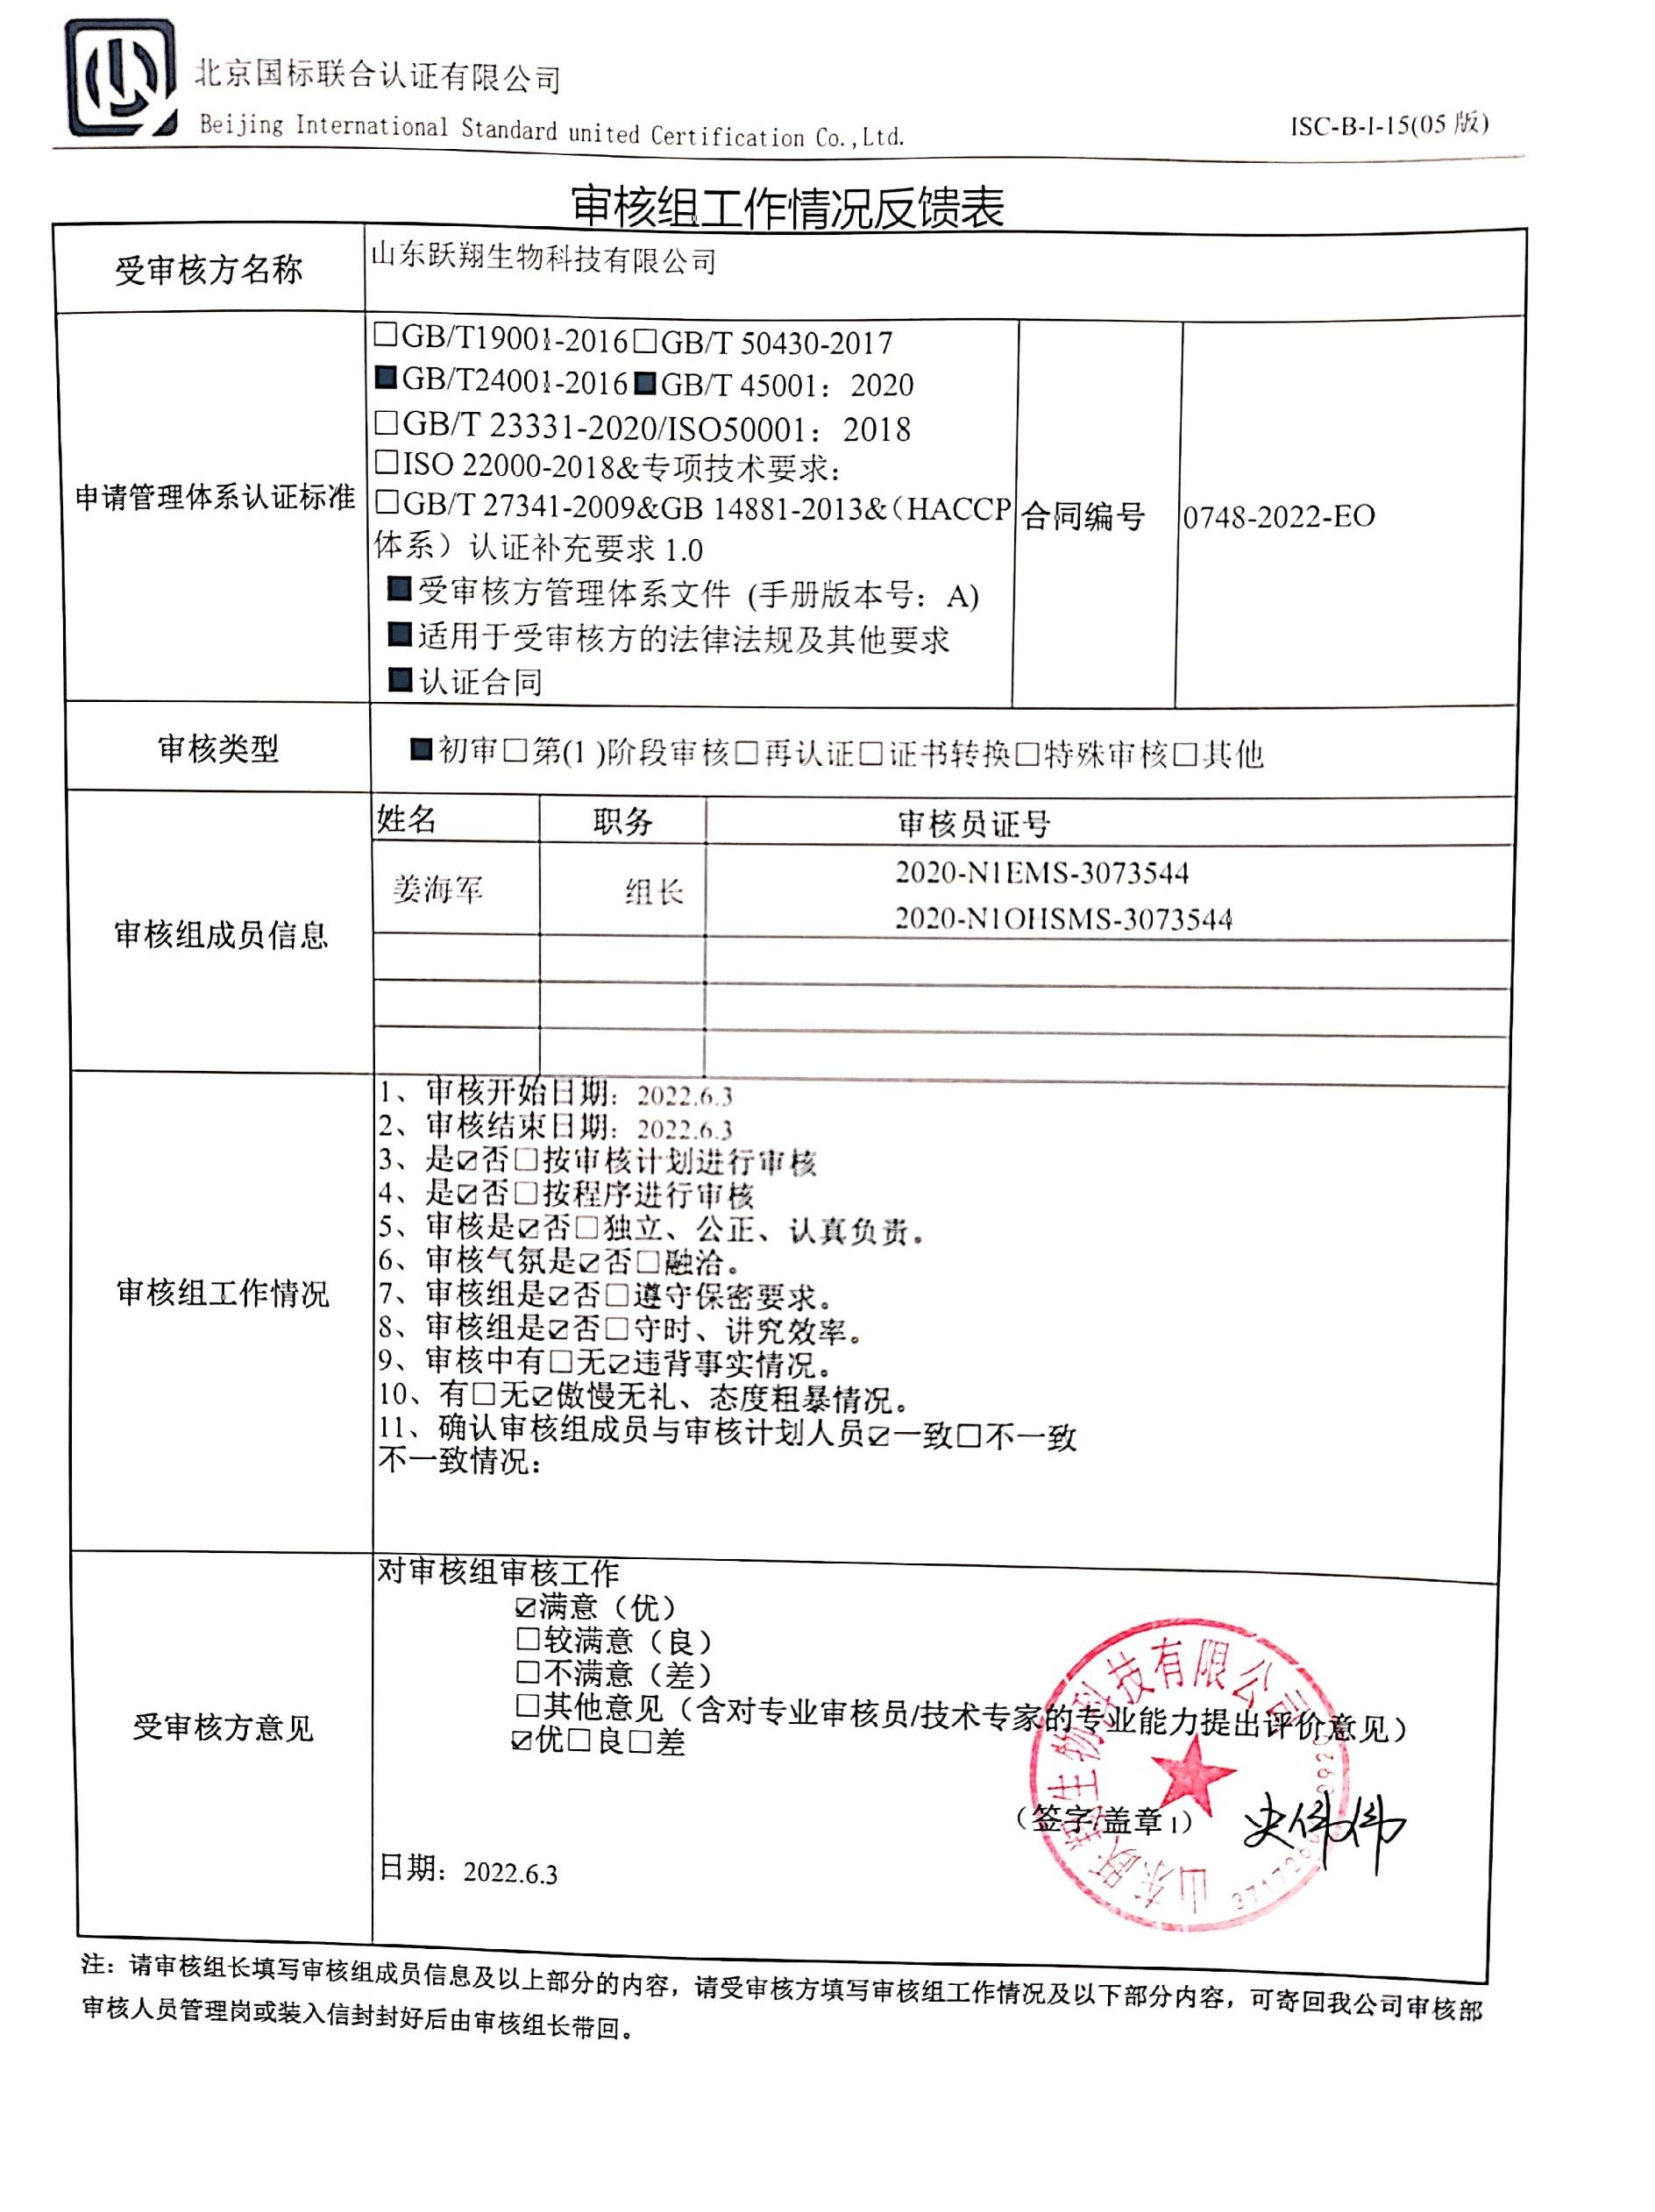 北京国标联合认证有限公司
Beijing International Standard united Certification Co.,Ltd.
ISC-B-I-15(05 版)
审核组工作情况反馈表
受审核方名称
山东跃翔生物科技有限公司
申请管理体系认证标准
□GB/T19001-2016□GB/T 50430-2017
■GB/T24001-2016■GB/T 45001：2020
□GB/T 23331-2020/ISO50001：2018
□ISO 22000-2018&专项技术要求：
□GB/T 27341-2009&GB 14881-2013&（HACCP
体系）认证补充要求 1.0
■受审核方管理体系文件 (手册版本号：A)
■适用于受审核方的法律法规及其他要求
■认证合同
合同编号
0748-2022-EO
审核类型
■初审□第(1 )阶段审核□再认证□证书转换□特殊审核□其他
审核组成员信息
姓名 职务 审核员证号
姜海军 组长 2020-N1EMS-3073544
2020-N1OHSMS-3073544
审核组工作情况
1、审核开始日期：2022.6.3
2、审核结束日期：2022.6.3
3、是☑否□按审核计划进行审核
4、是☑否□按程序进行审核
5、审核是☑否□独立、公正、认真负责。
6、审核气氛是☑否□融洽。
7、审核组是☑否□遵守保密要求。
8、审核组是☑否□守时、讲究效率。
9、审核中有□无☑违背事实情况。
10、有□无☑傲慢无礼、态度粗暴情况。
11、确认审核组成员与审核计划人员☑一致□不一致
不一致情况：
受审核方意见
对审核组审核工作
☑满意（优）
□较满意（良）
□不满意（差）
□其他意见（含对专业审核员/技术专家的专业能力提出评价意见）
☑优□良□差
（签字/盖章1） 史伟伟
山东跃翔生物科技有限公司
日期：2022.6.3
注：请审核组长填写审核组成员信息及以上部分的内容，请受审核方填写审核组工作情况及以下部分内容，可寄回我公司审核部
审核人员管理岗或装入信封封好后由审核组长带回。